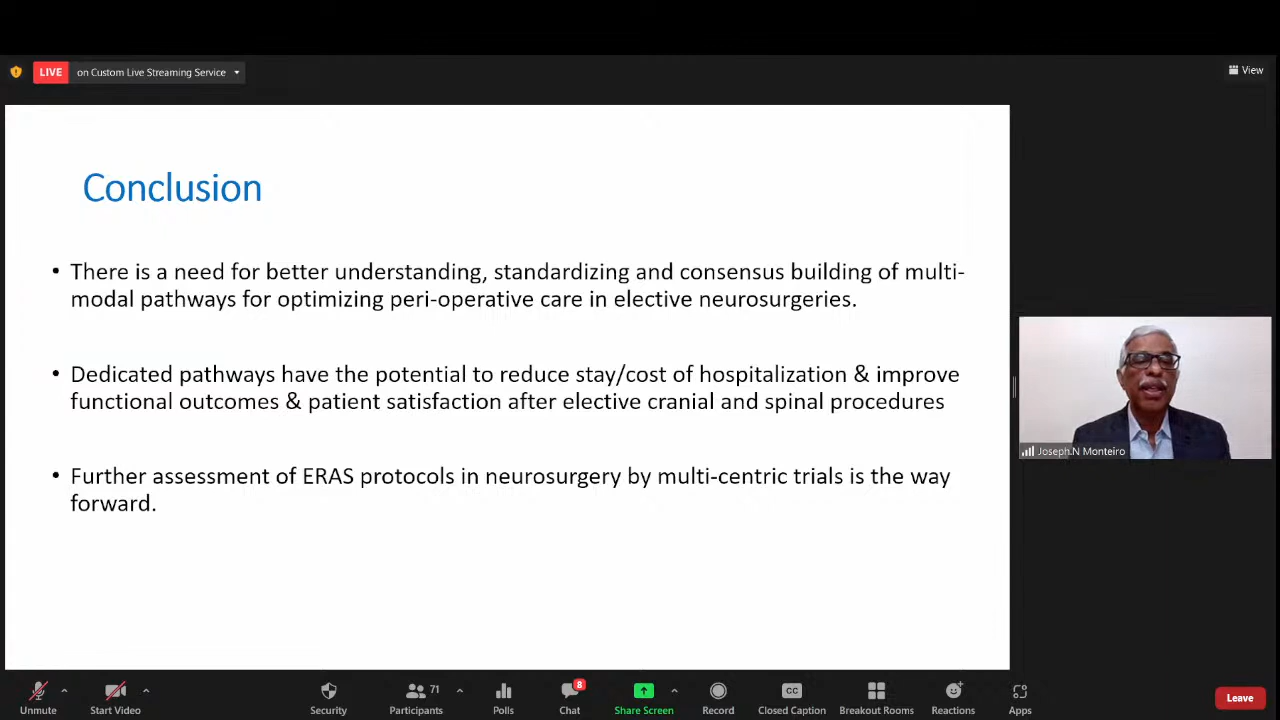 LIVE on Custom Live Streaming Service
View
Conclusion
• There is a need for better understanding, standardizing and consensus building of multi-
modal pathways for optimizing peri-operative care in elective neurosurgeries.
• Dedicated pathways have the potential to reduce stay/cost of hospitalization & improve
functional outcomes & patient satisfaction after elective cranial and spinal procedures
• Further assessment of ERAS protocols in neurosurgery by multi-centric trials is the way
forward.
Joseph.N Monteiro
71
8
CC
Unmute
Start Video
Security
Participants
Polls
Chat
Share Screen
Record
Closed Caption
Breakout Rooms
Reactions
Apps
Leave